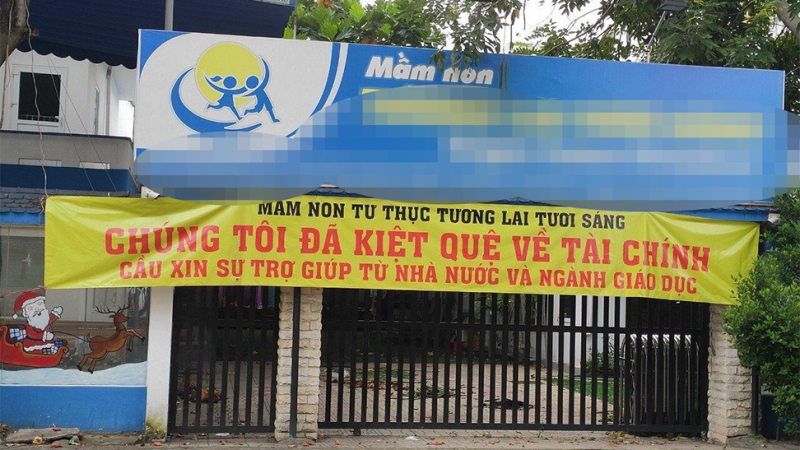 Mầm non
MẦM NON TƯ THỤC TƯƠNG LAI TƯƠI SÁNG
CHÚNG TÔI ĐÃ KIỆT QUỆ VỀ TÀI CHÍNH
CẦU XIN SỰ TRỢ GIÚP TỪ NHÀ NƯỚC VÀ NGÀNH GIÁO DỤC